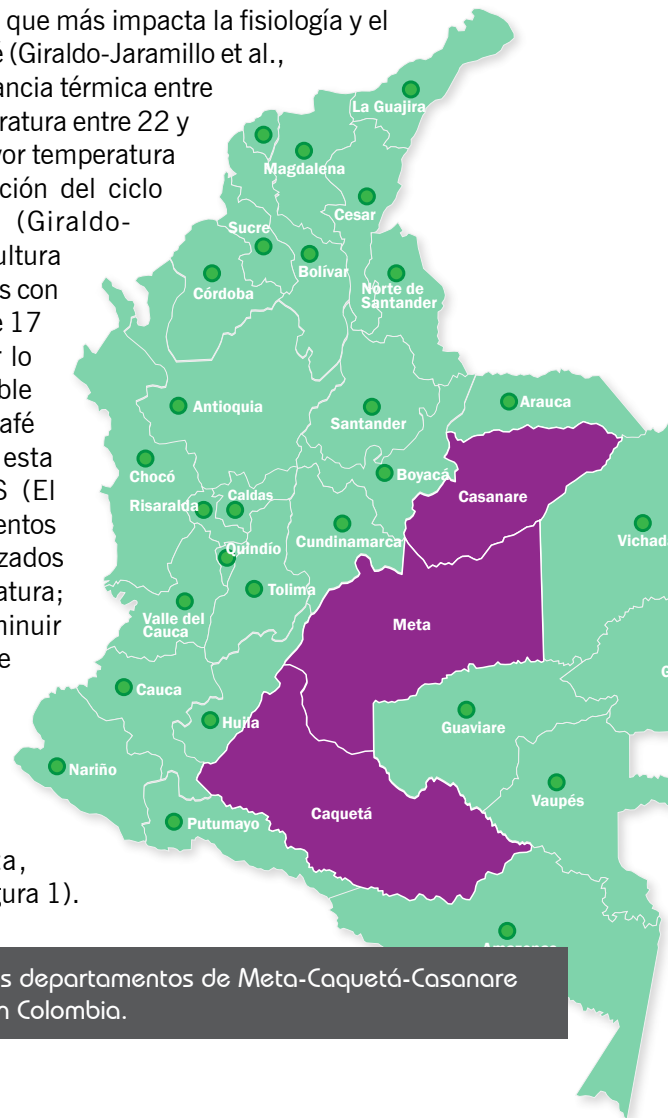 que más impacta la fisiología y el
(Giraldo-Jaramillo et al.,
ancia térmica entre
ratura entre 22 y
or temperatura
ción del ciclo
(Giraldo-
ultura
s con
17
lo
ble
afé
esta
S (El
entos
zados
atura;
minuir
e
a,
gura 1).
La Guajira
Magdalena
Cesar
Sucre
Bolívar
Córdoba
Norte de
Santander
Antioquia
Santander
Arauca
Chocó
Boyacá
Casanare
Risaralda
Caldas
Cundinamarca
Vichad
Quindío
Tolima
Valle del
Cauca
Meta
Cauca
Huila
Guaviare
Nariño
Vaupés
Caquetá
Putumayo
s departamentos de Meta-Caquetá-Casanare
n Colombia.